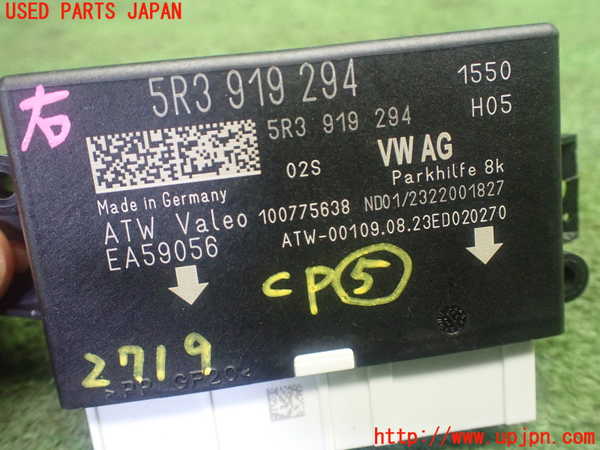 USED PARTS JAPAN
5R3 919 294
1550
5R3 919 294
H05
右
02S
VW AG
Parkhilfe 8k
Made in Germany
ATW Valeo
100775638
ND01/2322001827
EA59056
ATW-00109.08.23ED020270
CP⑤
2719
>PP GF20<
http://www.upjpn.com/